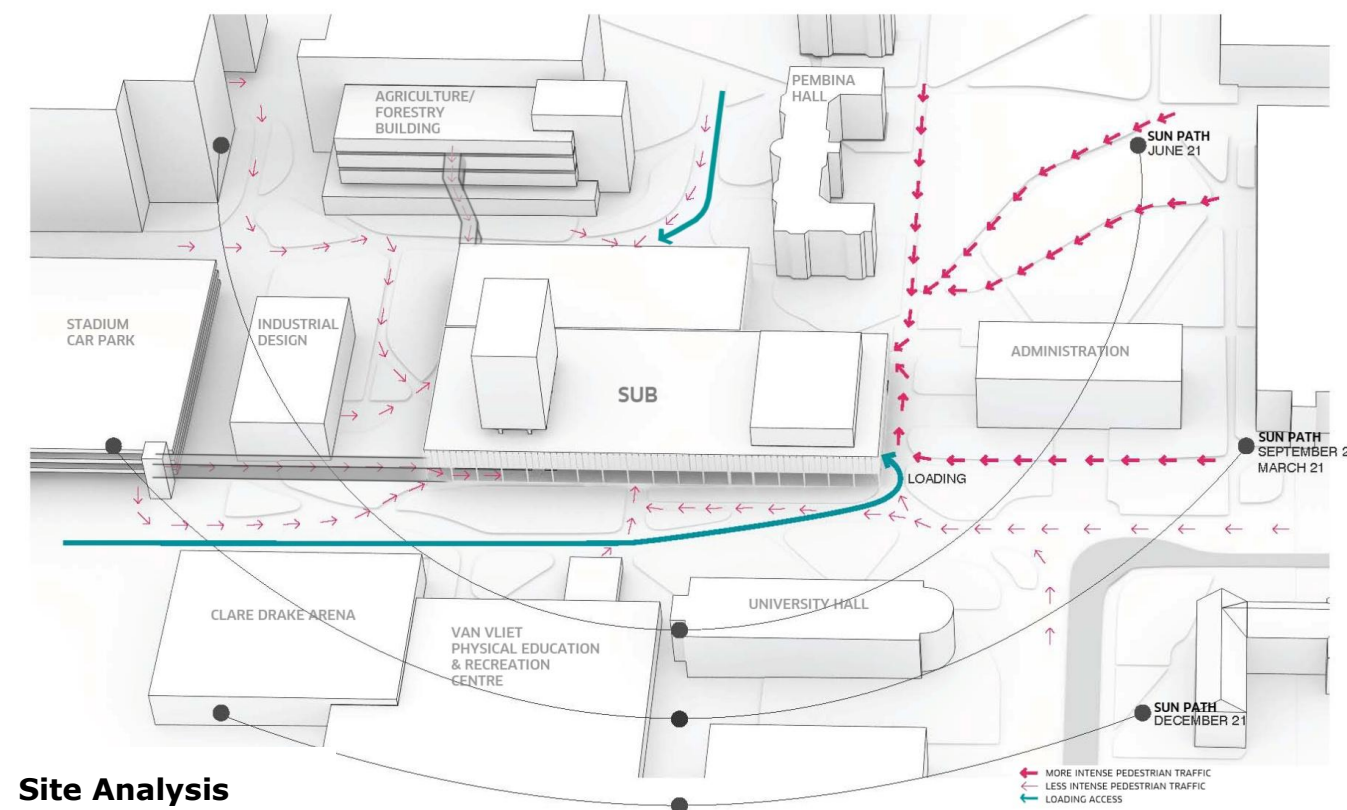 PEMBINA
HALL
AGRICULTURE/
FORESTRY
BUILDING
SUN PATH
JUNE 21
STADIUM
CAR PARK
INDUSTRIAL
DESIGN
ADMINISTRATION
SUB
SUN PATH
SEPTEMBER 2
MARCH 21
LOADING
CLARE DRAKE ARENA
UNIVERSITY HALL
VAN VLIET
PHYSICAL EDUCATION
& RECREATION
CENTRE
SUN PATH
DECEMBER 21
Site Analysis
MORE INTENSE PEDESTRIAN TRAFFIC
LESS INTENSE PEDESTRIAN TRAFFIC
LOADING ACCESS